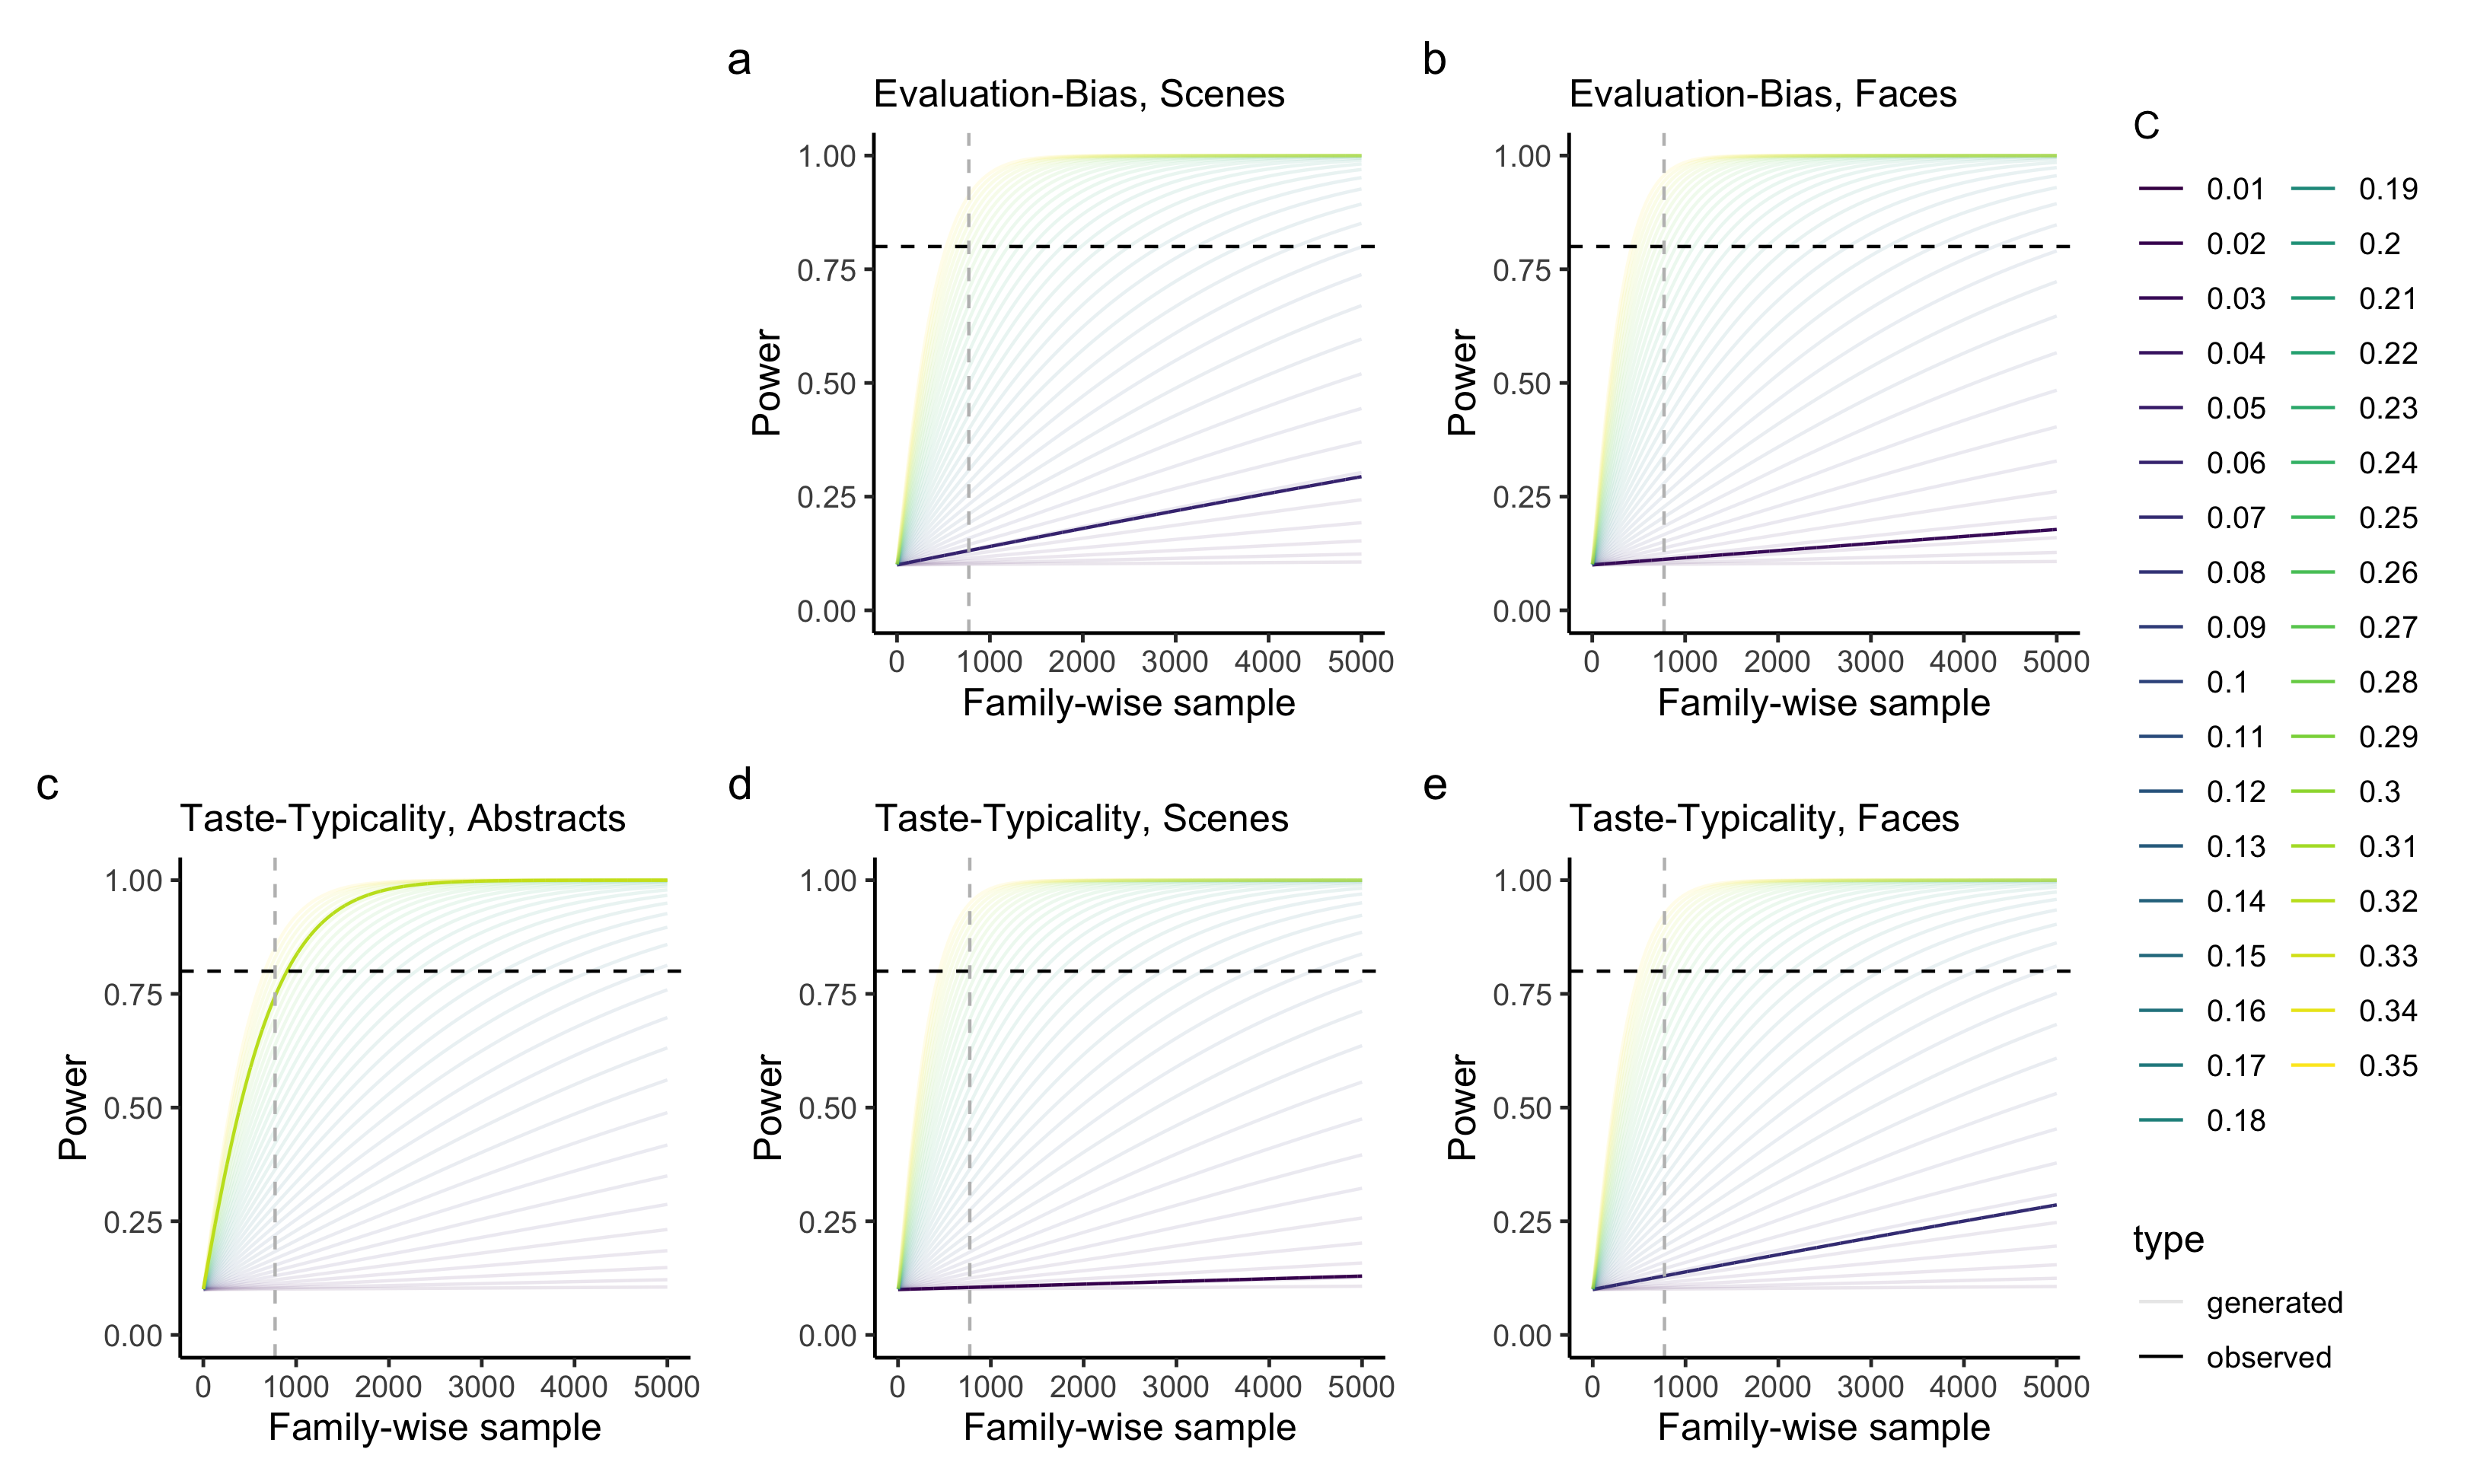 a
Evaluation-Bias, Scenes
1.00
0.75
0.50
0.25
0.00
Power
0 1000 2000 3000 4000 5000
Family-wise sample
b
Evaluation-Bias, Faces
1.00
0.75
0.50
0.25
0.00
Power
0 1000 2000 3000 4000 5000
Family-wise sample
c
Taste-Typicality, Abstracts
1.00
0.75
0.50
0.25
0.00
Power
0 1000 2000 3000 4000 5000
Family-wise sample
d
Taste-Typicality, Scenes
1.00
0.75
0.50
0.25
0.00
Power
0 1000 2000 3000 4000 5000
Family-wise sample
e
Taste-Typicality, Faces
1.00
0.75
0.50
0.25
0.00
Power
0 1000 2000 3000 4000 5000
Family-wise sample
C
0.01 0.19
0.02 0.2
0.03 0.21
0.04 0.22
0.05 0.23
0.06 0.24
0.07 0.25
0.08 0.26
0.09 0.27
0.1 0.28
0.11 0.29
0.12 0.3
0.13 0.31
0.14 0.32
0.15 0.33
0.16 0.34
0.17 0.35
0.18
type
generated
observed